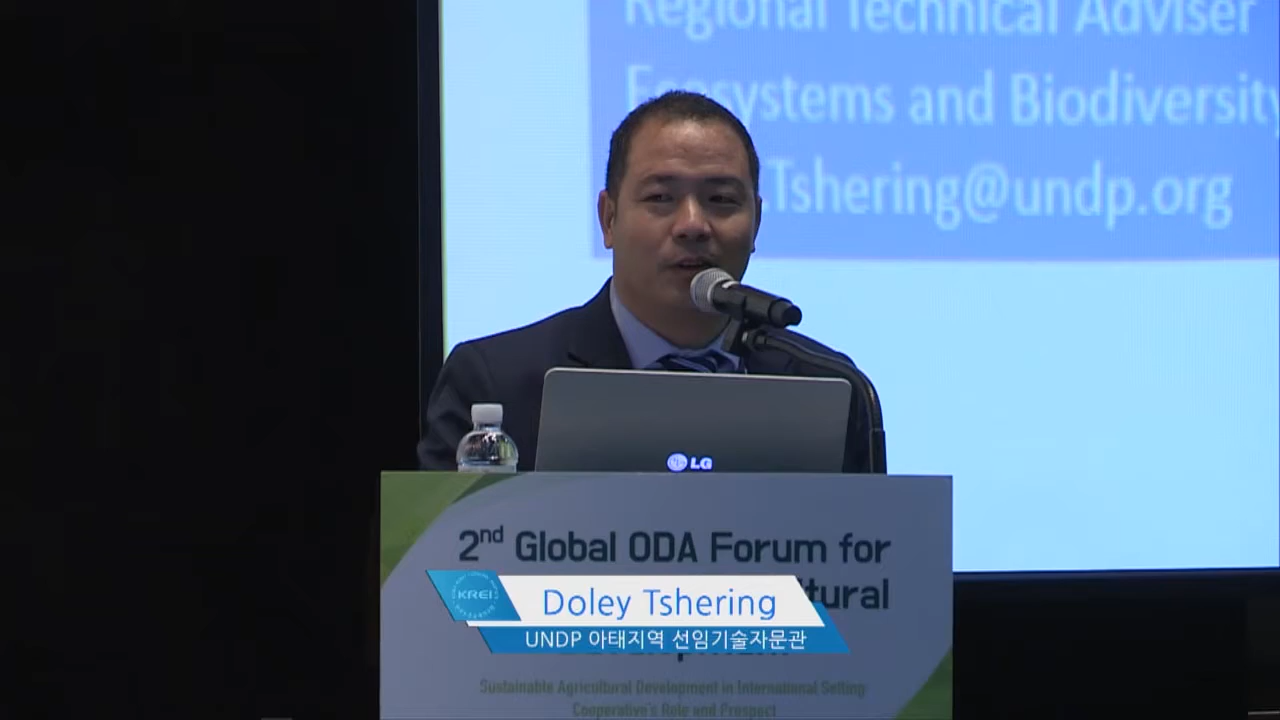 Regional Technical Adviser
Ecosystems and Biodiversity
.Tshering@undp.org
LG
2nd Global ODA Forum for
tural
KREI
Doley Tshering
UNDP 아태지역 선임기술자문관
Sustainable Agricultural Development in International Setting
Cooperative's Role and Prospect